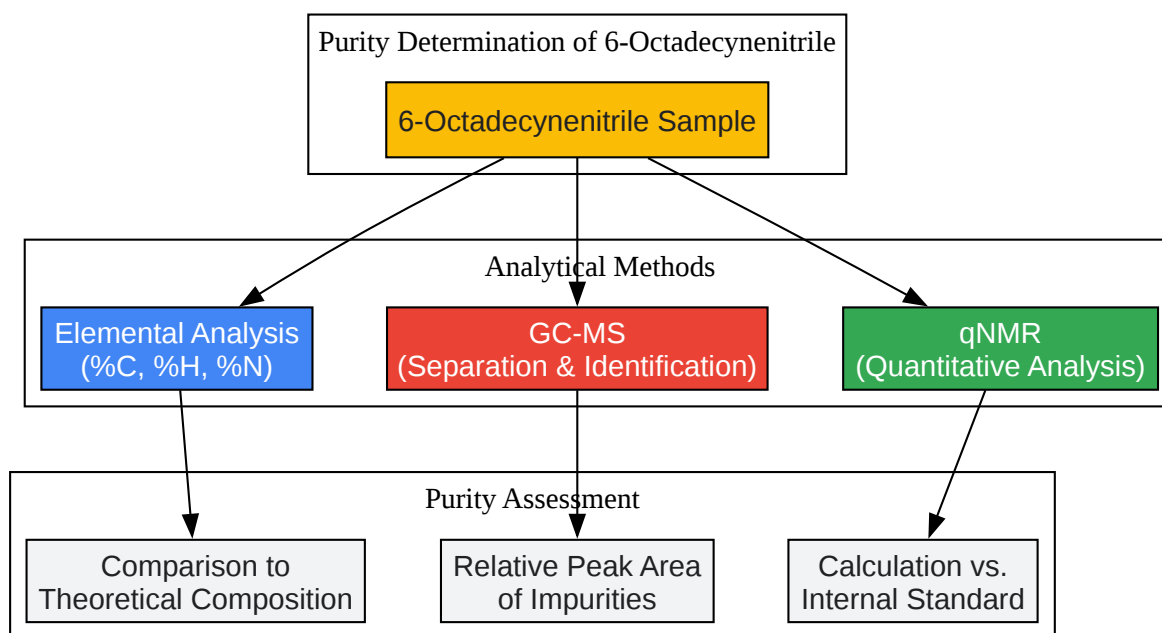 Purity Determination of 6-Octadecynenitrile
6-Octadecynenitrile Sample
Analytical Methods
Elemental Analysis
(%C, %H, %N)
GC-MS
(Separation & Identification)
qNMR
(Quantitative Analysis)
Purity Assessment
Comparison to
Theoretical Composition
Relative Peak Area
of Impurities
Calculation vs.
Internal Standard